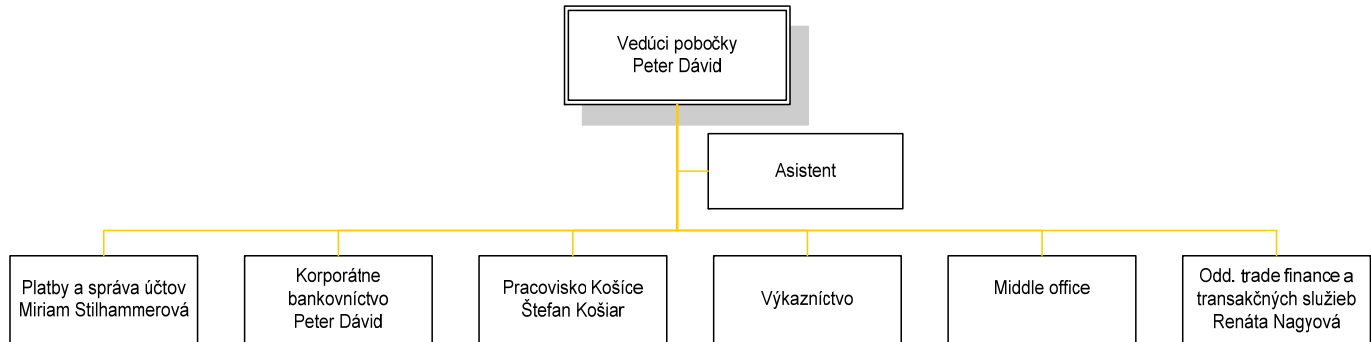 Vedúci pobočky
Peter Dávid
Asistent
Platby a správa účtov
Miriam Stilhammerová
Korporátne
bankovníctvo
Peter Dávid
Pracovisko Košice
Štefan Košiar
Výkazníctvo
Middle office
Odd. trade finance a
transakčných služieb
Renáta Nagyová